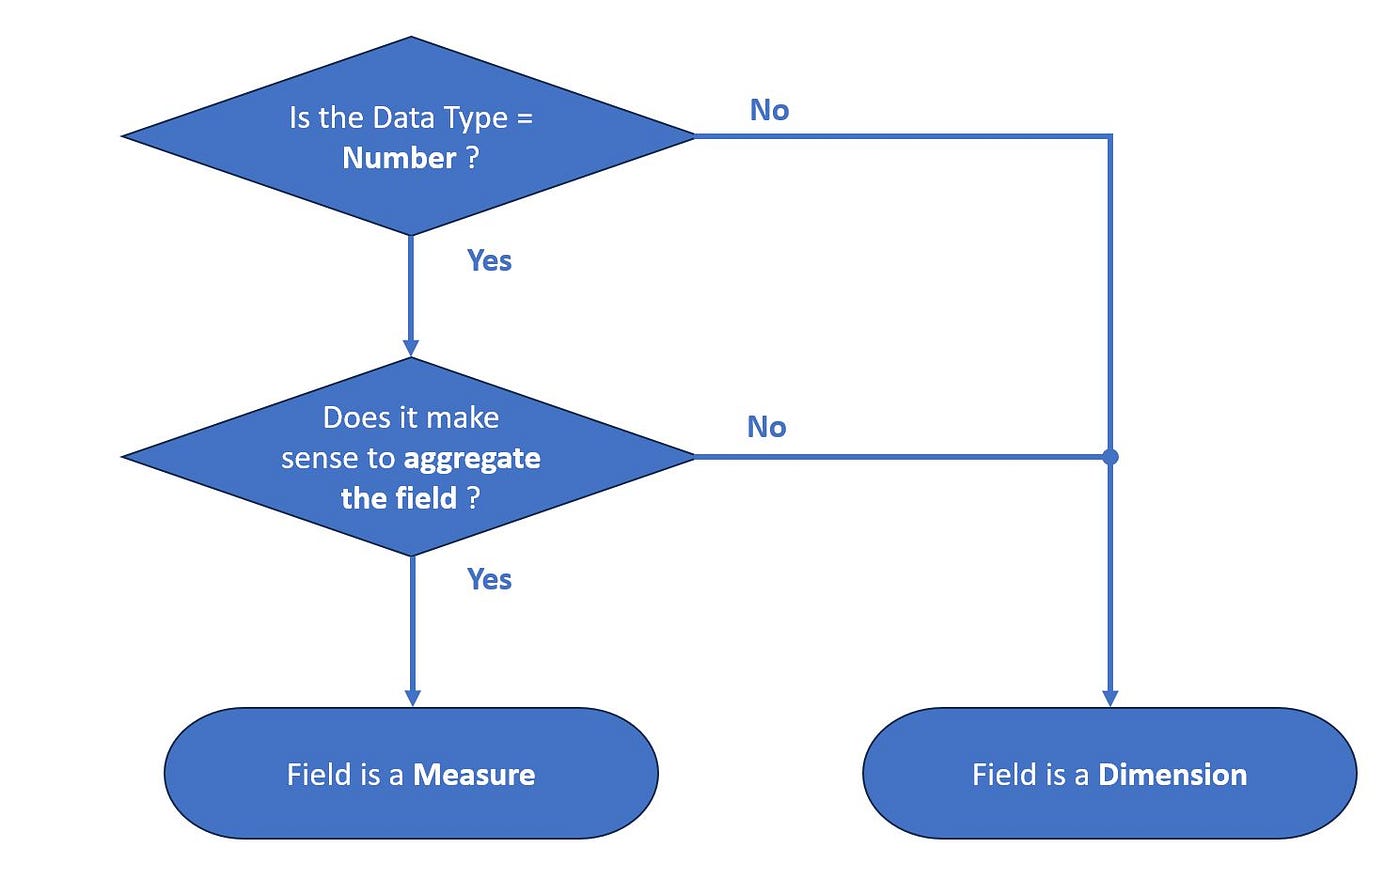 Is the Data Type =
Number ?
No
Yes
Does it make
sense to aggregate
the field ?
No
Yes
Field is a Measure
Field is a Dimension